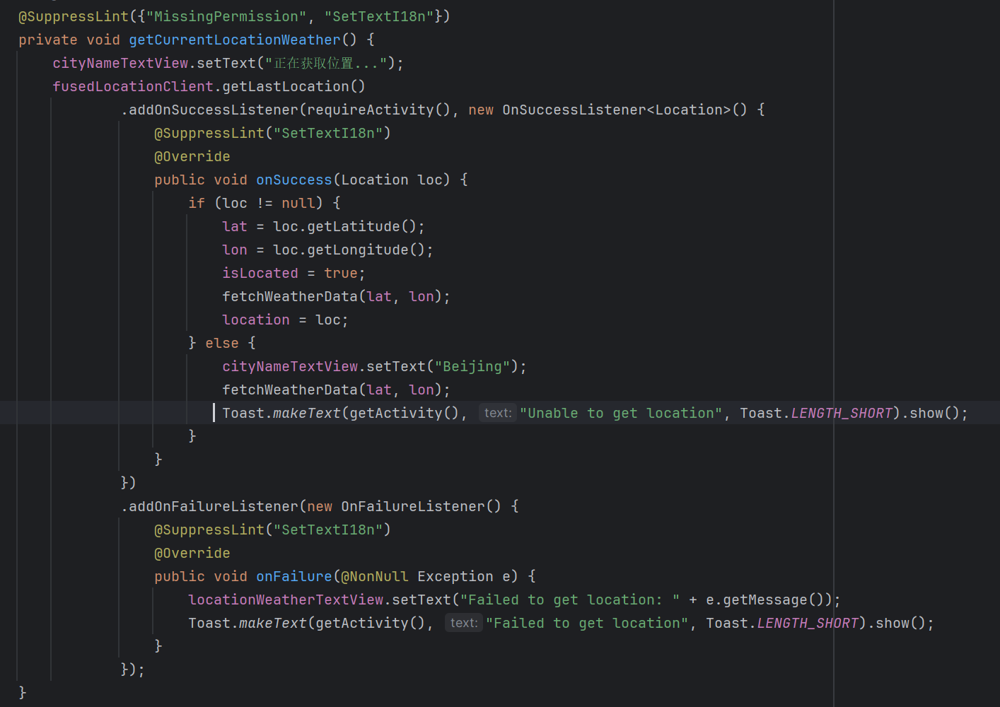 @SuppressLint({"MissingPermission", "SetTextI18n"})
private void getCurrentLocationWeather() {
    cityNameTextView.setText("正在获取位置...");
    fusedLocationClient.getLastLocation()
            .addOnSuccessListener(requireActivity(), new OnSuccessListener<Location>() {
                @SuppressLint("SetTextI18n")
                @Override
                public void onSuccess(Location loc) {
                    if (loc != null) {
                        lat = loc.getLatitude();
                        lon = loc.getLongitude();
                        isLocated = true;
                        fetchWeatherData(lat, lon);
                        location = loc;
                    } else {
                        cityNameTextView.setText("Beijing");
                        fetchWeatherData(lat, lon);
                        Toast.makeText(getActivity(), text: "Unable to get location", Toast.LENGTH_SHORT).show();
                    }
                }
            })
            .addOnFailureListener(new OnFailureListener() {
                @SuppressLint("SetTextI18n")
                @Override
                public void onFailure(@NonNull Exception e) {
                    locationWeatherTextView.setText("Failed to get location: " + e.getMessage());
                    Toast.makeText(getActivity(), text: "Failed to get location", Toast.LENGTH_SHORT).show();
                }
            });
}